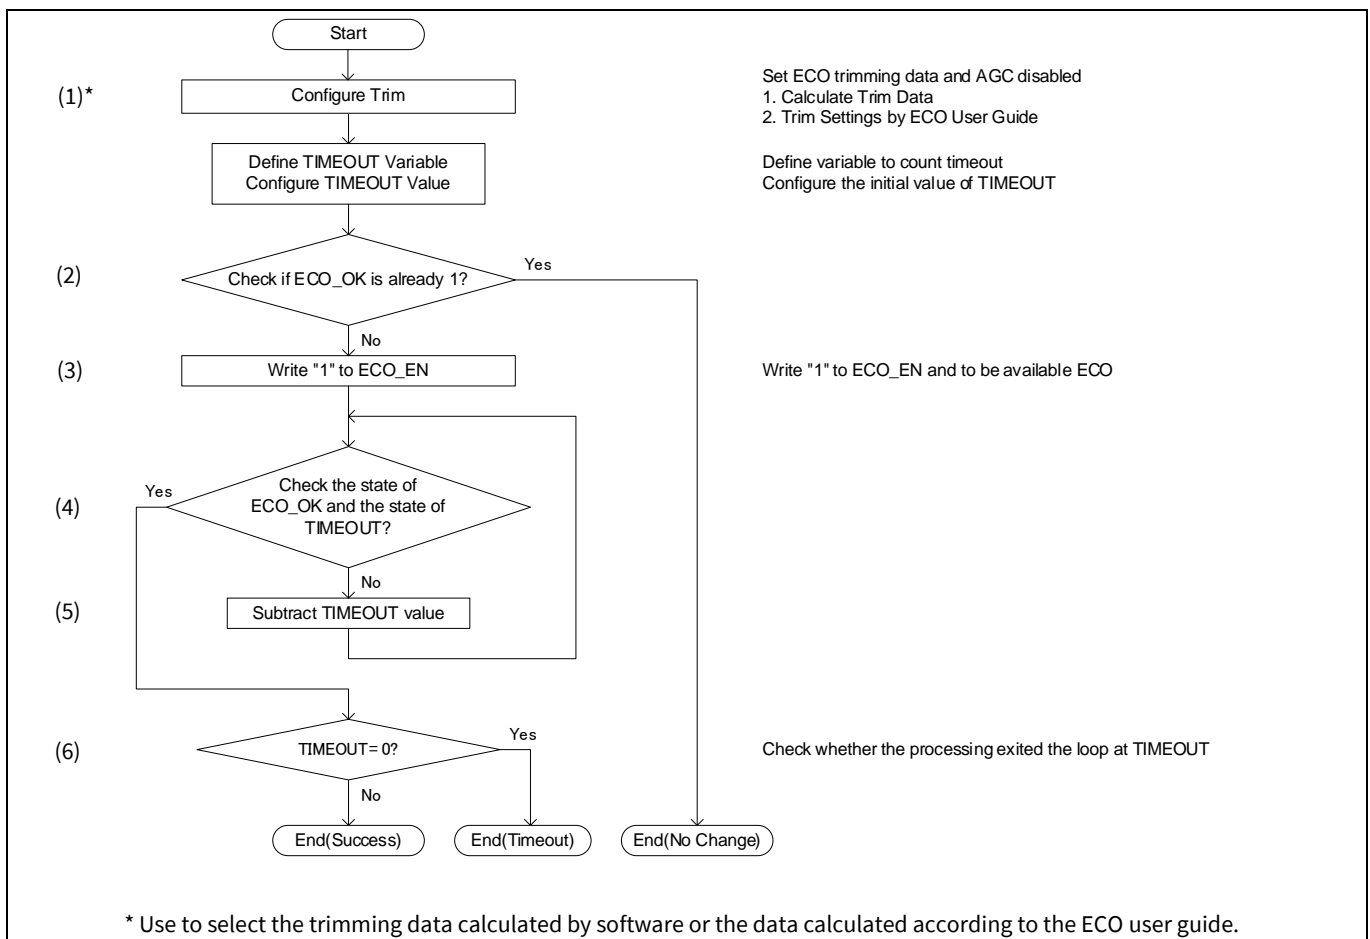 Start
(1)*
Configure Trim
Set ECO trimming data and AGC disabled
1. Calculate Trim Data
2. Trim Settings by ECO User Guide
Define TIMEOUT Variable
Configure TIMEOUT Value
Define variable to count timeout
Configure the initial value of TIMEOUT
(2)
Check if ECO_OK is already 1?
Yes
No
(3)
Write "1" to ECO_EN
Write "1" to ECO_EN and to be available ECO
(4)
Yes
Check the state of
ECO_OK and the state of
TIMEOUT?
No
(5)
Subtract TIMEOUT value
(6)
TIMEOUT= 0?
Yes
Check whether the processing exited the loop at TIMEOUT
No
End(Success)
End(Timeout)
End(No Change)
* Use to select the trimming data calculated by software or the data calculated according to the ECO user guide.